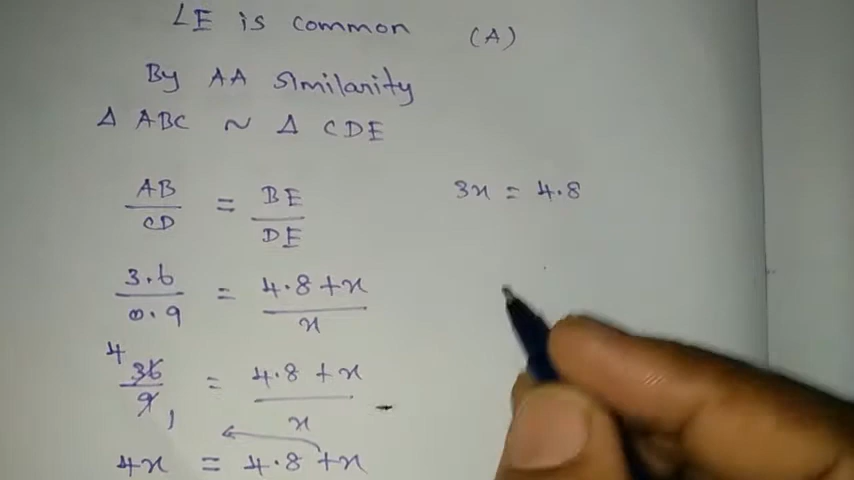 ∠E is common (A)
By AA similarity
Δ ABC ~ Δ CDE
AB/CD = BE/DE
3x = 4.8
3.6/0.9 = 4.8 + x/x
4 36/9 1 = 4.8 + x/x
4x = 4.8 + x